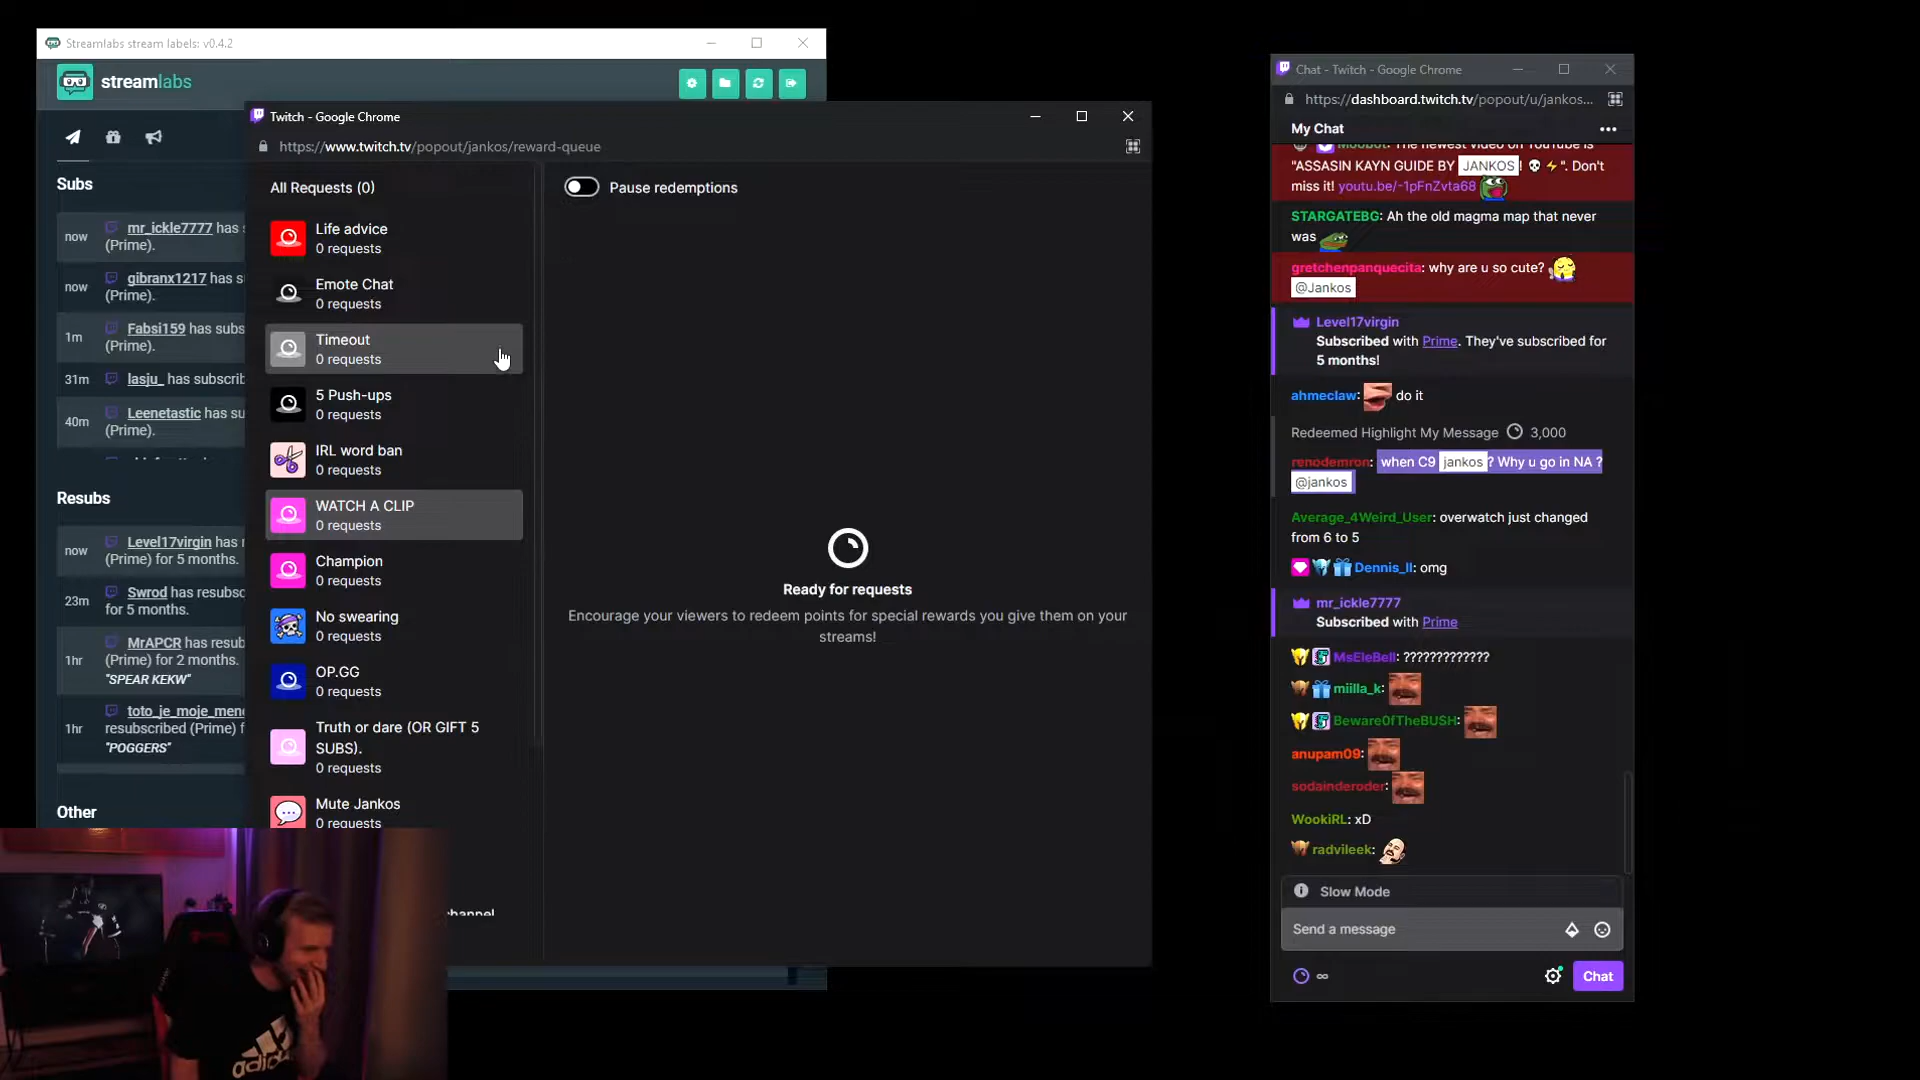 Streamlabs stream labels: v0.4.2
streamlabs
Subs
now
mr_ickle7777 has
(Prime).
now
gibranx1217 has s
(Prime).
1m
Fabsi159 has subs
(Prime).
31m
lasju_ has subscrib
40m
Leenetastic has su
(Prime).
Resubs
now
Level17virgin has
(Prime) for 5 months.
23m
Swrod has resubsc
for 5 months.
1hr
MrAPCR has resub
(Prime) for 2 months.
"SPEAR KEKW"
1hr
toto_je_moje_men
resubscribed (Prime) f
"POGGERS"
Other
Twitch - Google Chrome
https://www.twitch.tv/popout/jankos/reward-queue
All Requests (0)
Life advice
0 requests
Emote Chat
0 requests
Timeout
0 requests
5 Push-ups
0 requests
IRL word ban
0 requests
WATCH A CLIP
0 requests
Champion
0 requests
No swearing
0 requests
OP.GG
0 requests
Truth or dare (OR GIFT 5
SUBS).
0 requests
Mute Jankos
0 requests
channel
Pause redemptions
Ready for requests
Encourage your viewers to redeem points for special rewards you give them on your
streams!
adidas
Chat - Twitch - Google Chrome
https://dashboard.twitch.tv/popout/u/jankos...
My Chat
Moobot: The newest video on YouTube is
"ASSASIN KAYN GUIDE BY JANKOS! ". Don't
miss it! youtu.be/-1pFnZvta68
STARGATEBG: Ah the old magma map that never
was
gretchenpanquecita: why are u so cute?
@Jankos
Level17virgin
Subscribed with Prime. They've subscribed for
5 months!
ahmeclaw: do it
Redeemed Highlight My Message 3,000
renodemron: when C9 jankos? Why u go in NA ?
@jankos
Average_4Weird_User: overwatch just changed
from 6 to 5
Dennis_ll: omg
mr_ickle7777
Subscribed with Prime
MsEleBell: ?????????????
miilla_k:
Beware0fTheBUSH:
anupam09:
sodainderoder:
WookiRL: xD
radvileek:
Slow Mode
Send a message
∞
Chat